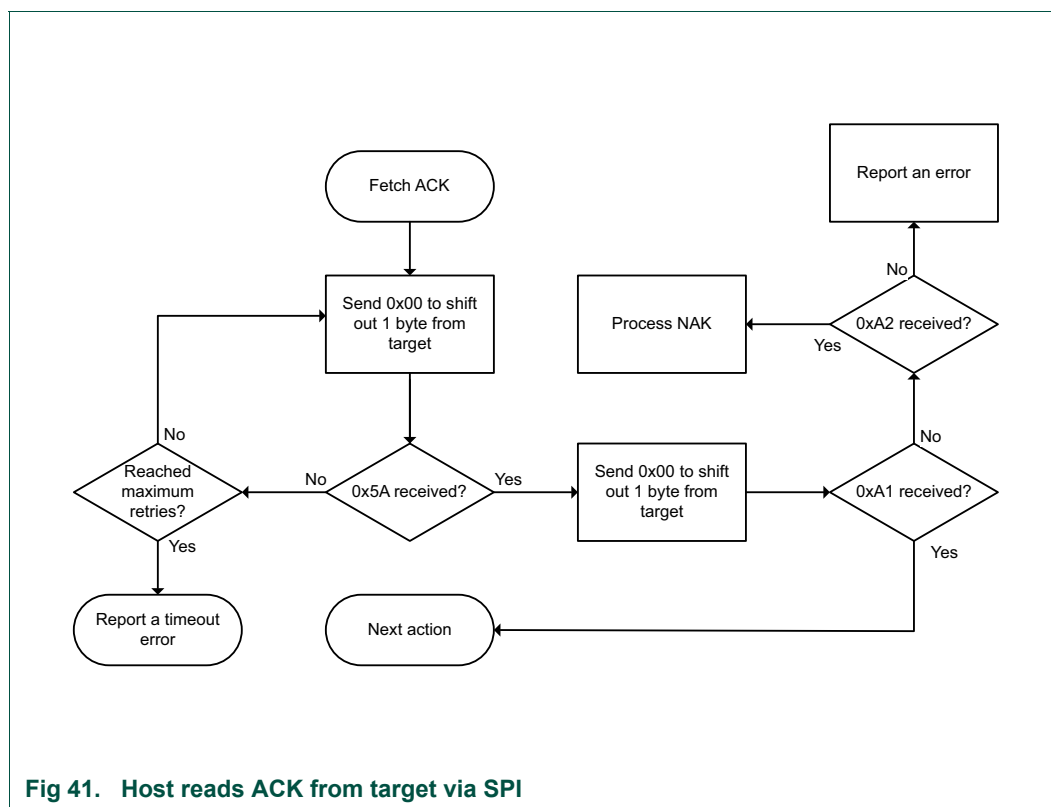 Fetch ACK
Report an error
Send 0x00 to shift
out 1 byte from
target
Process NAK
No
0xA2 received?
Yes
No
Reached
maximum
retries?
No
0x5A received?
Yes
Send 0x00 to shift
out 1 byte from
target
No
0xA1 received?
Yes
Yes
Report a timeout
error
Next action
Fig 41. Host reads ACK from target via SPI